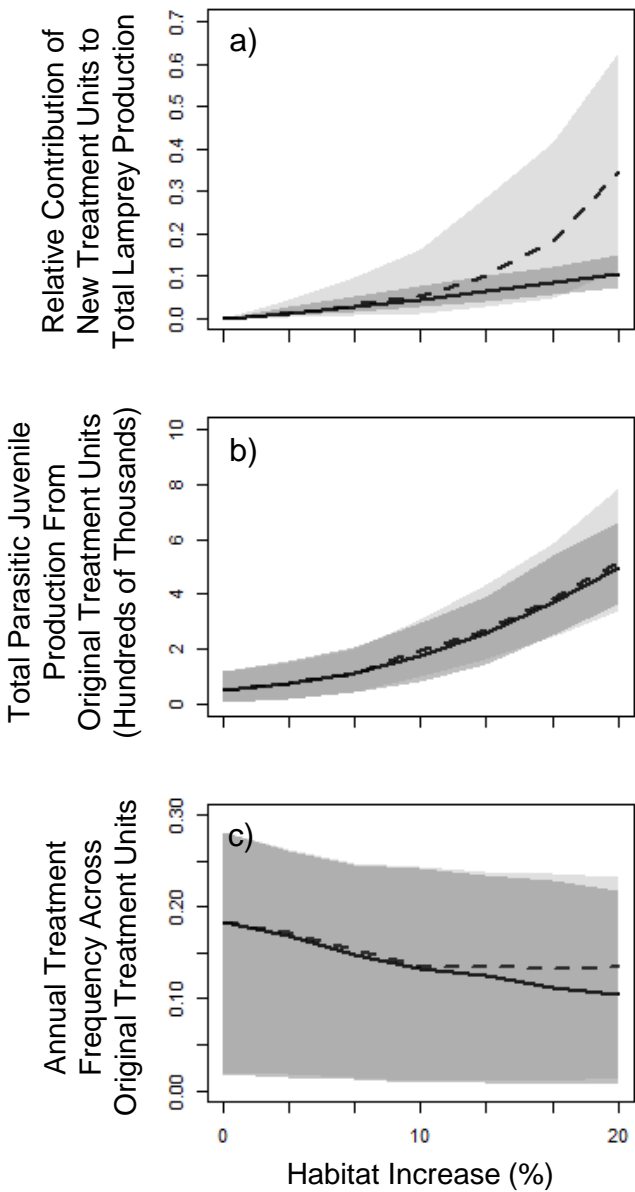 Relative Contribution of
New Treatment Units to
Total Lamprey Production
0.0 0.1 0.2 0.3 0.4 0.5 0.6 0.7
a)
Total Parasitic Juvenile
Production From
Original Treatment Units
(Hundreds of Thousands)
0 2 4 6 8 10
b)
Annual Treatment
Frequency Across
Original Treatment Units
0.00 0.10 0.20 0.30
c)
0 10 20
Habitat Increase (%)